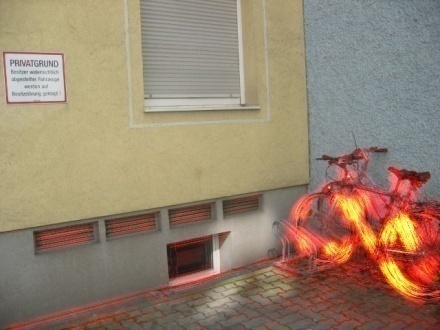 PRIVATGRUND
Besitzer widerrechtlich
abgestellter Fahrzeuge
werden auf
Besitzstörung geklagt!